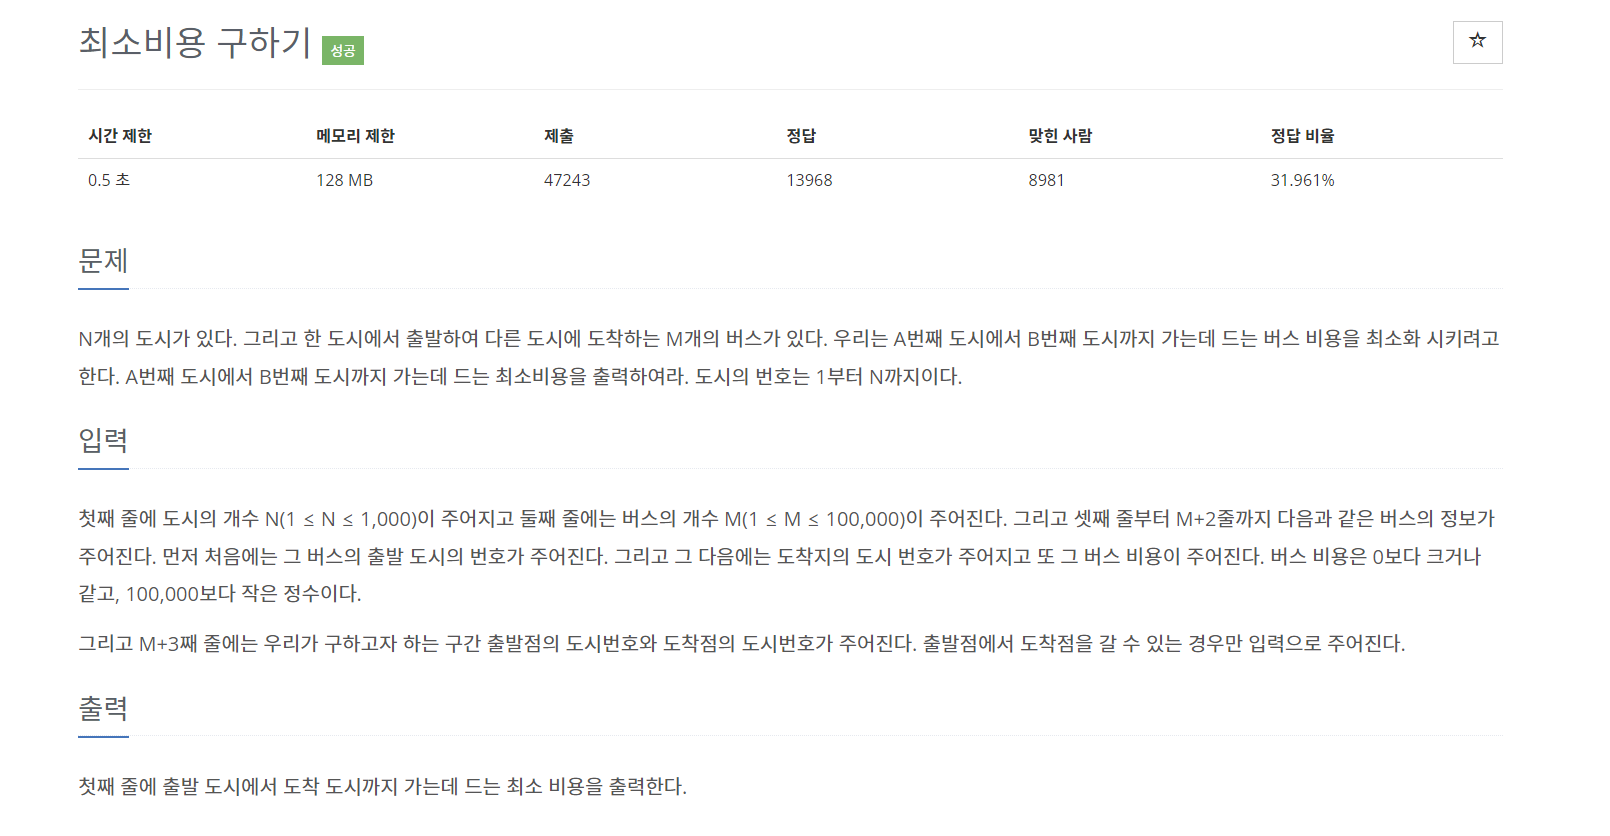 최소비용 구하기 성공
☆
시간 제한 메모리 제한 제출 정답 맞힌 사람 정답 비율
0.5 초 128 MB 47243 13968 8981 31.961%
문제
N개의 도시가 있다. 그리고 한 도시에서 출발하여 다른 도시에 도착하는 M개의 버스가 있다. 우리는 A번째 도시에서 B번째 도시까지 가는데 드는 버스 비용을 최소화 시키려고
한다. A번째 도시에서 B번째 도시까지 가는데 드는 최소비용을 출력하여라. 도시의 번호는 1부터 N까지이다.
입력
첫째 줄에 도시의 개수 N(1 ≤ N ≤ 1,000)이 주어지고 둘째 줄에는 버스의 개수 M(1 ≤ M ≤ 100,000)이 주어진다. 그리고 셋째 줄부터 M+2줄까지 다음과 같은 버스의 정보가
주어진다. 먼저 처음에는 그 버스의 출발 도시의 번호가 주어진다. 그리고 그 다음에는 도착지의 도시 번호가 주어지고 또 그 버스 비용이 주어진다. 버스 비용은 0보다 크거나
같고, 100,000보다 작은 정수이다.
그리고 M+3째 줄에는 우리가 구하고자 하는 구간 출발점의 도시번호와 도착점의 도시번호가 주어진다. 출발점에서 도착점을 갈 수 있는 경우만 입력으로 주어진다.
출력
첫째 줄에 출발 도시에서 도착 도시까지 가는데 드는 최소 비용을 출력한다.